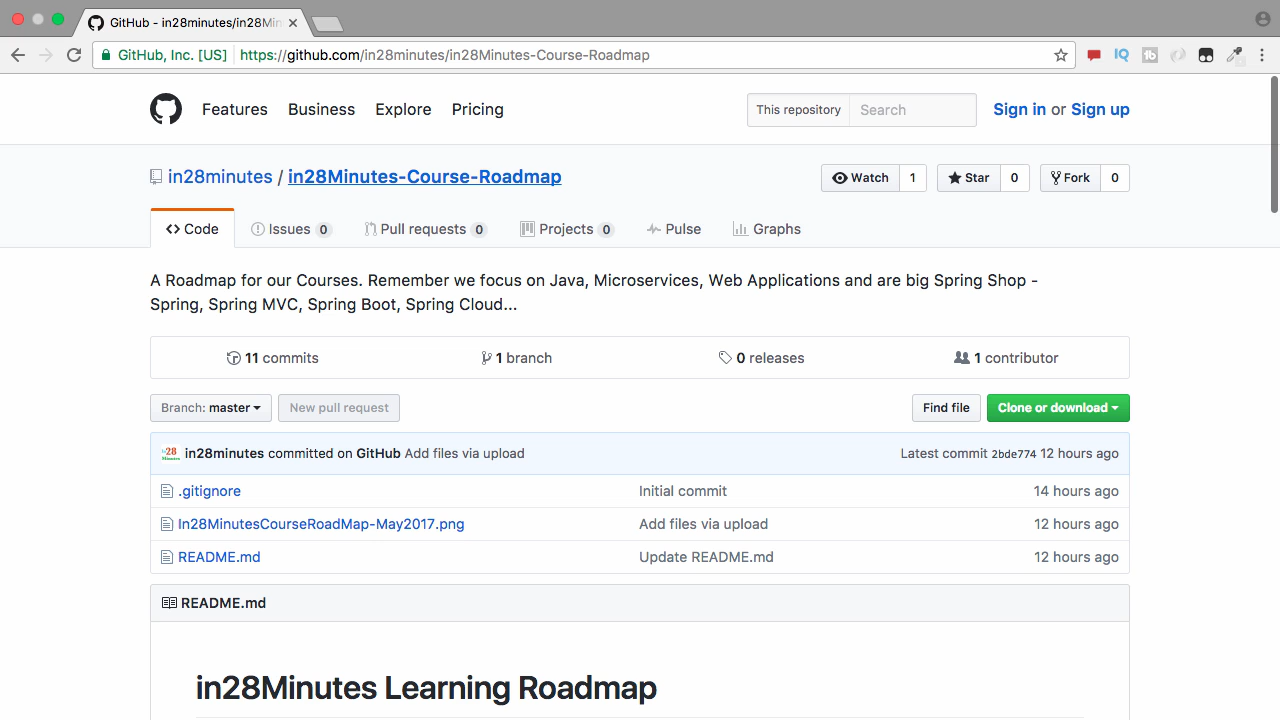 GitHub - in28minutes/in28Min
GitHub, Inc. [US] https://github.com/in28minutes/in28Minutes-Course-Roadmap
Features Business Explore Pricing This repository Search Sign in or Sign up
in28minutes / in28Minutes-Course-Roadmap Watch 1 Star 0 Fork 0
Code Issues 0 Pull requests 0 Projects 0 Pulse Graphs
A Roadmap for our Courses. Remember we focus on Java, Microservices, Web Applications and are big Spring Shop -
Spring, Spring MVC, Spring Boot, Spring Cloud...
11 commits 1 branch 0 releases 1 contributor
Branch: master New pull request Find file Clone or download
in28minutes committed on GitHub Add files via upload Latest commit 2bde774 12 hours ago
.gitignore Initial commit 14 hours ago
In28MinutesCourseRoadMap-May2017.png Add files via upload 12 hours ago
README.md Update README.md 12 hours ago
README.md
in28Minutes Learning Roadmap